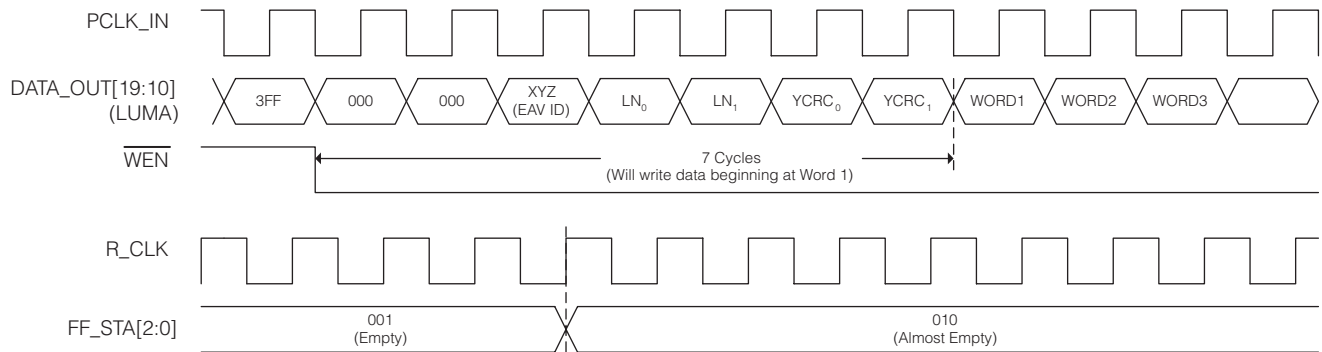 PCLK_IN
DATA_OUT[19:10]
(LUMA)
3FF
000
000
XYZ
(EAV ID)
LN₀
LN₁
YCRC₀
YCRC₁
WORD1
WORD2
WORD3
WEN
7 Cycles
(Will write data beginning at Word 1)
R_CLK
FF_STA[2:0]
001
(Empty)
010
(Almost Empty)